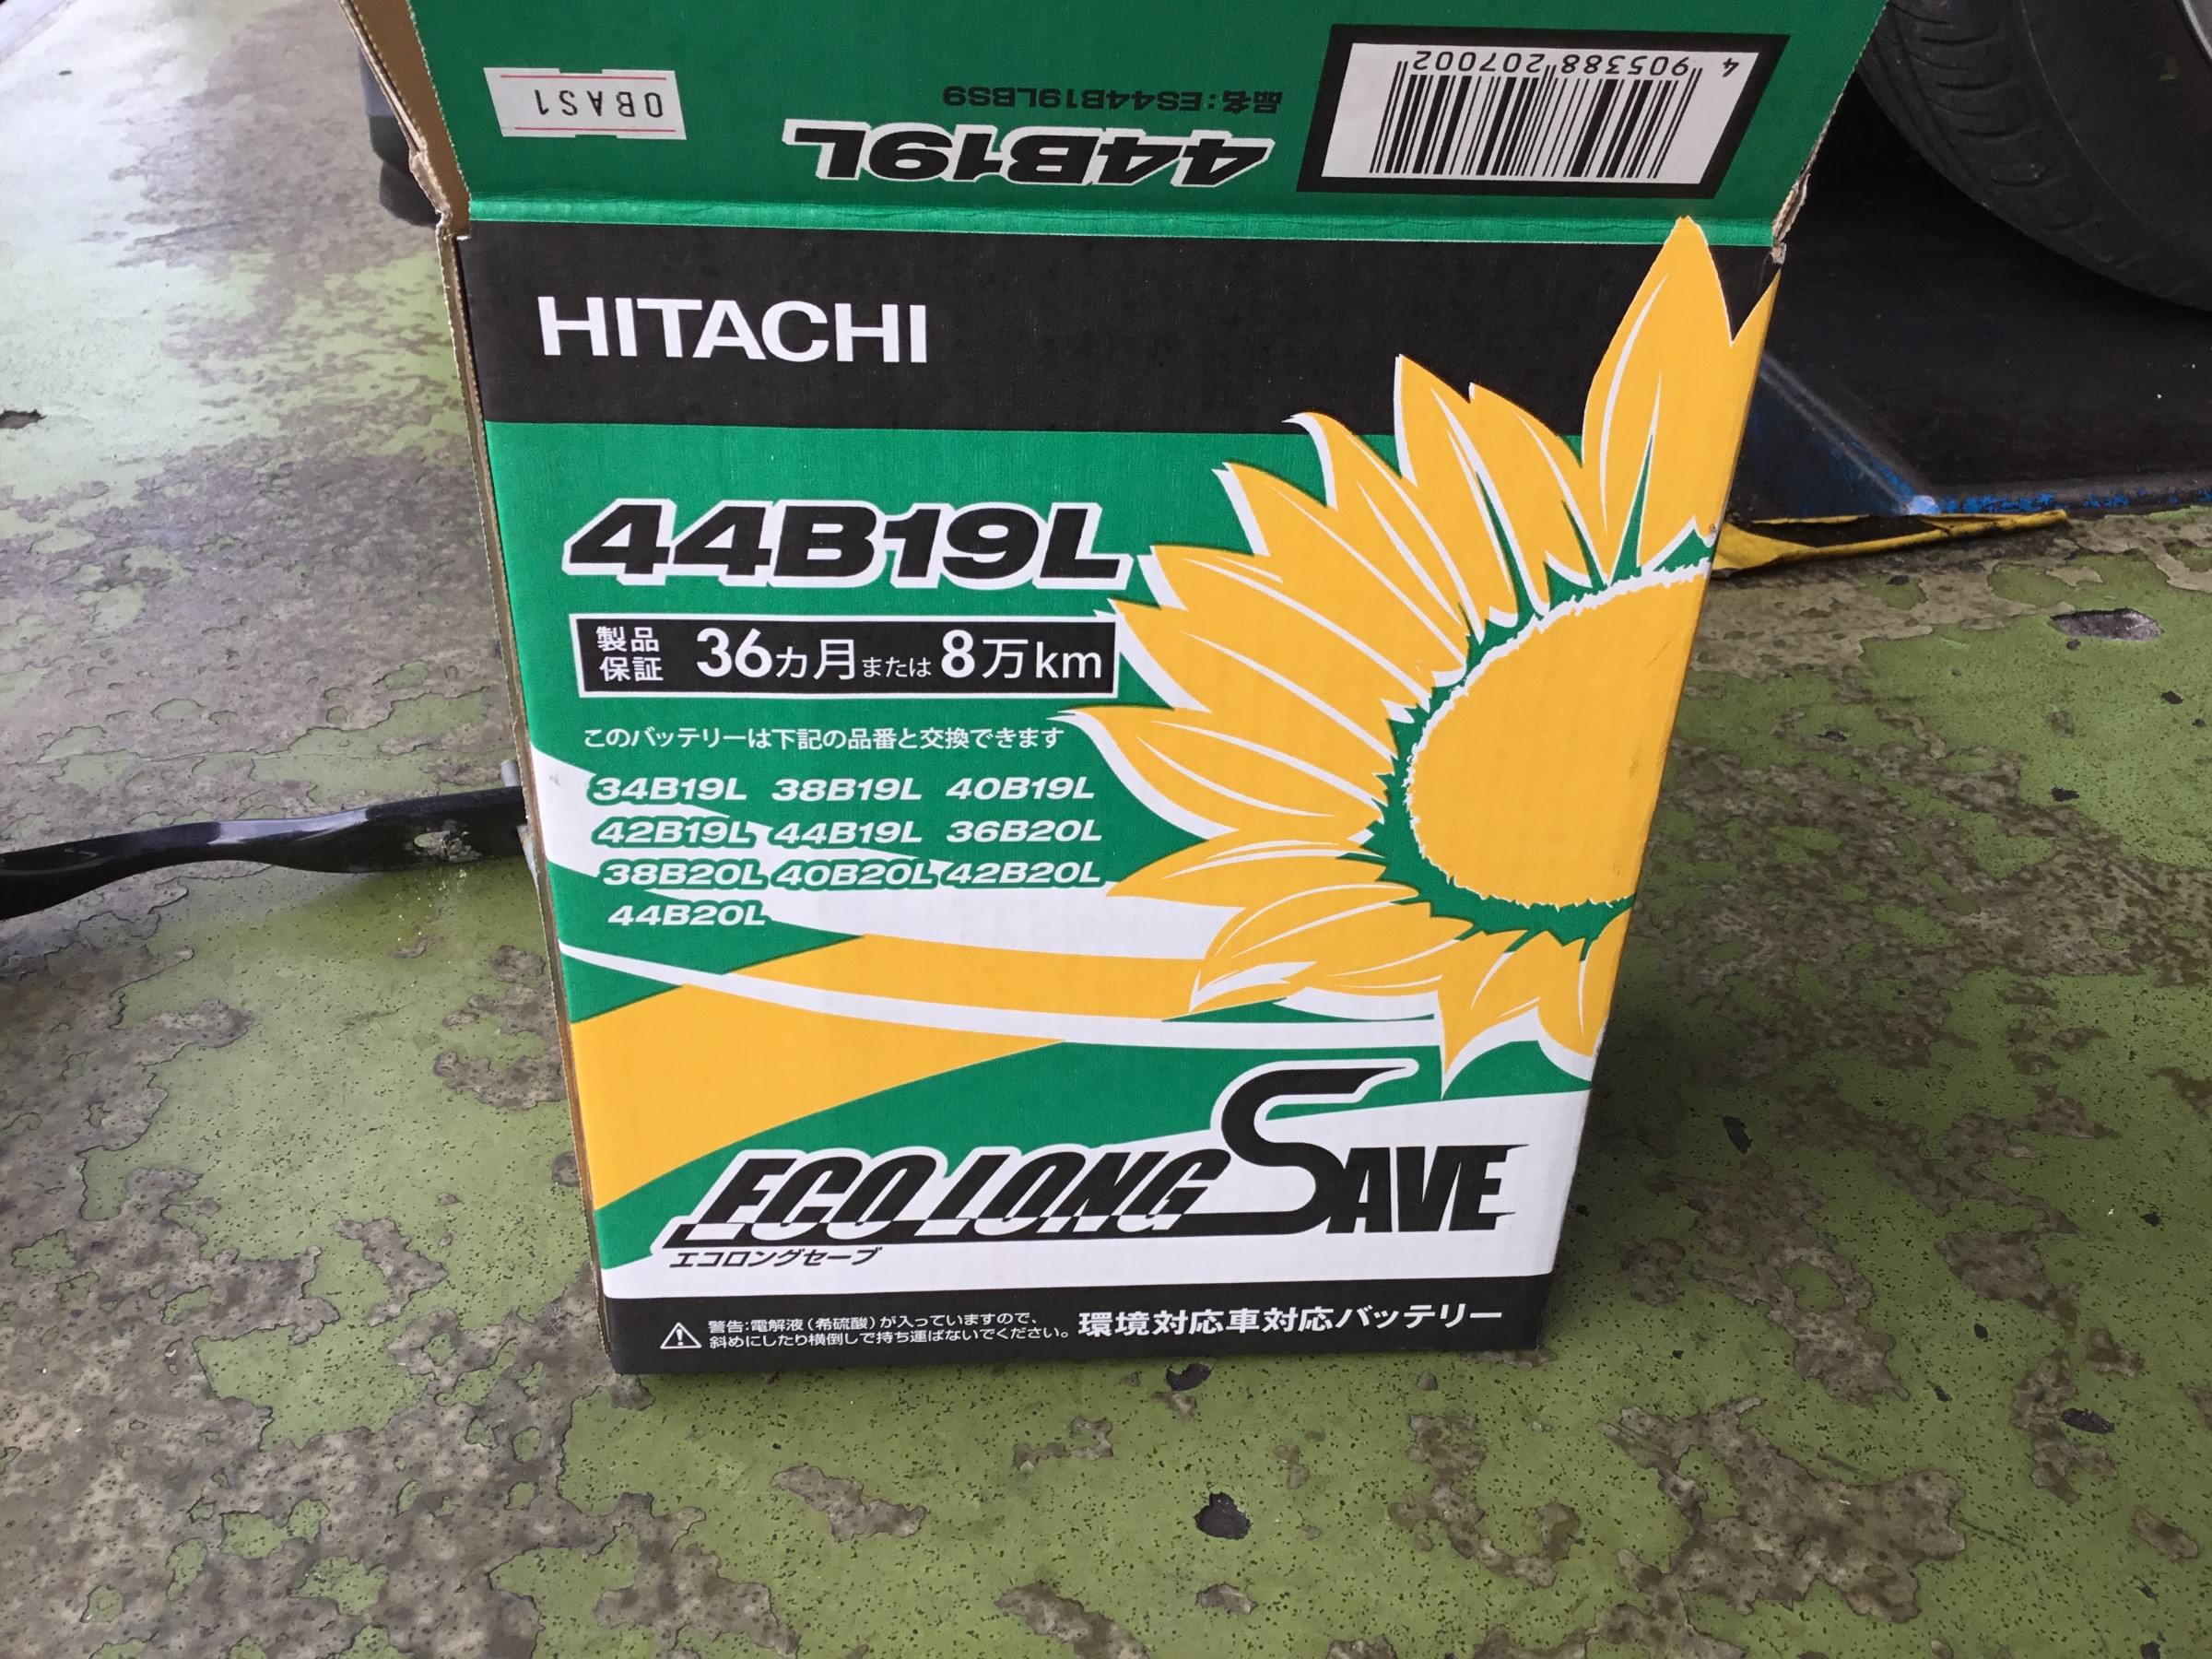 4 905388 207002
品名:ES44B19LBS9
44B19L
0BAS1
HITACHI
44B19L
製品保証 36カ月または8万km
このバッテリーは下記の品番と交換できます
34B19L 38B19L 40B19L
42B19L 44B19L 36B20L
38B20L 40B20L 42B20L
44B20L
ECO LONG SAVE
エコロングセーブ
警告:電解液(希硫酸)が入っていますので、
斜めにしたり横倒しで持ち運ばないでください。
環境対応車対応バッテリー